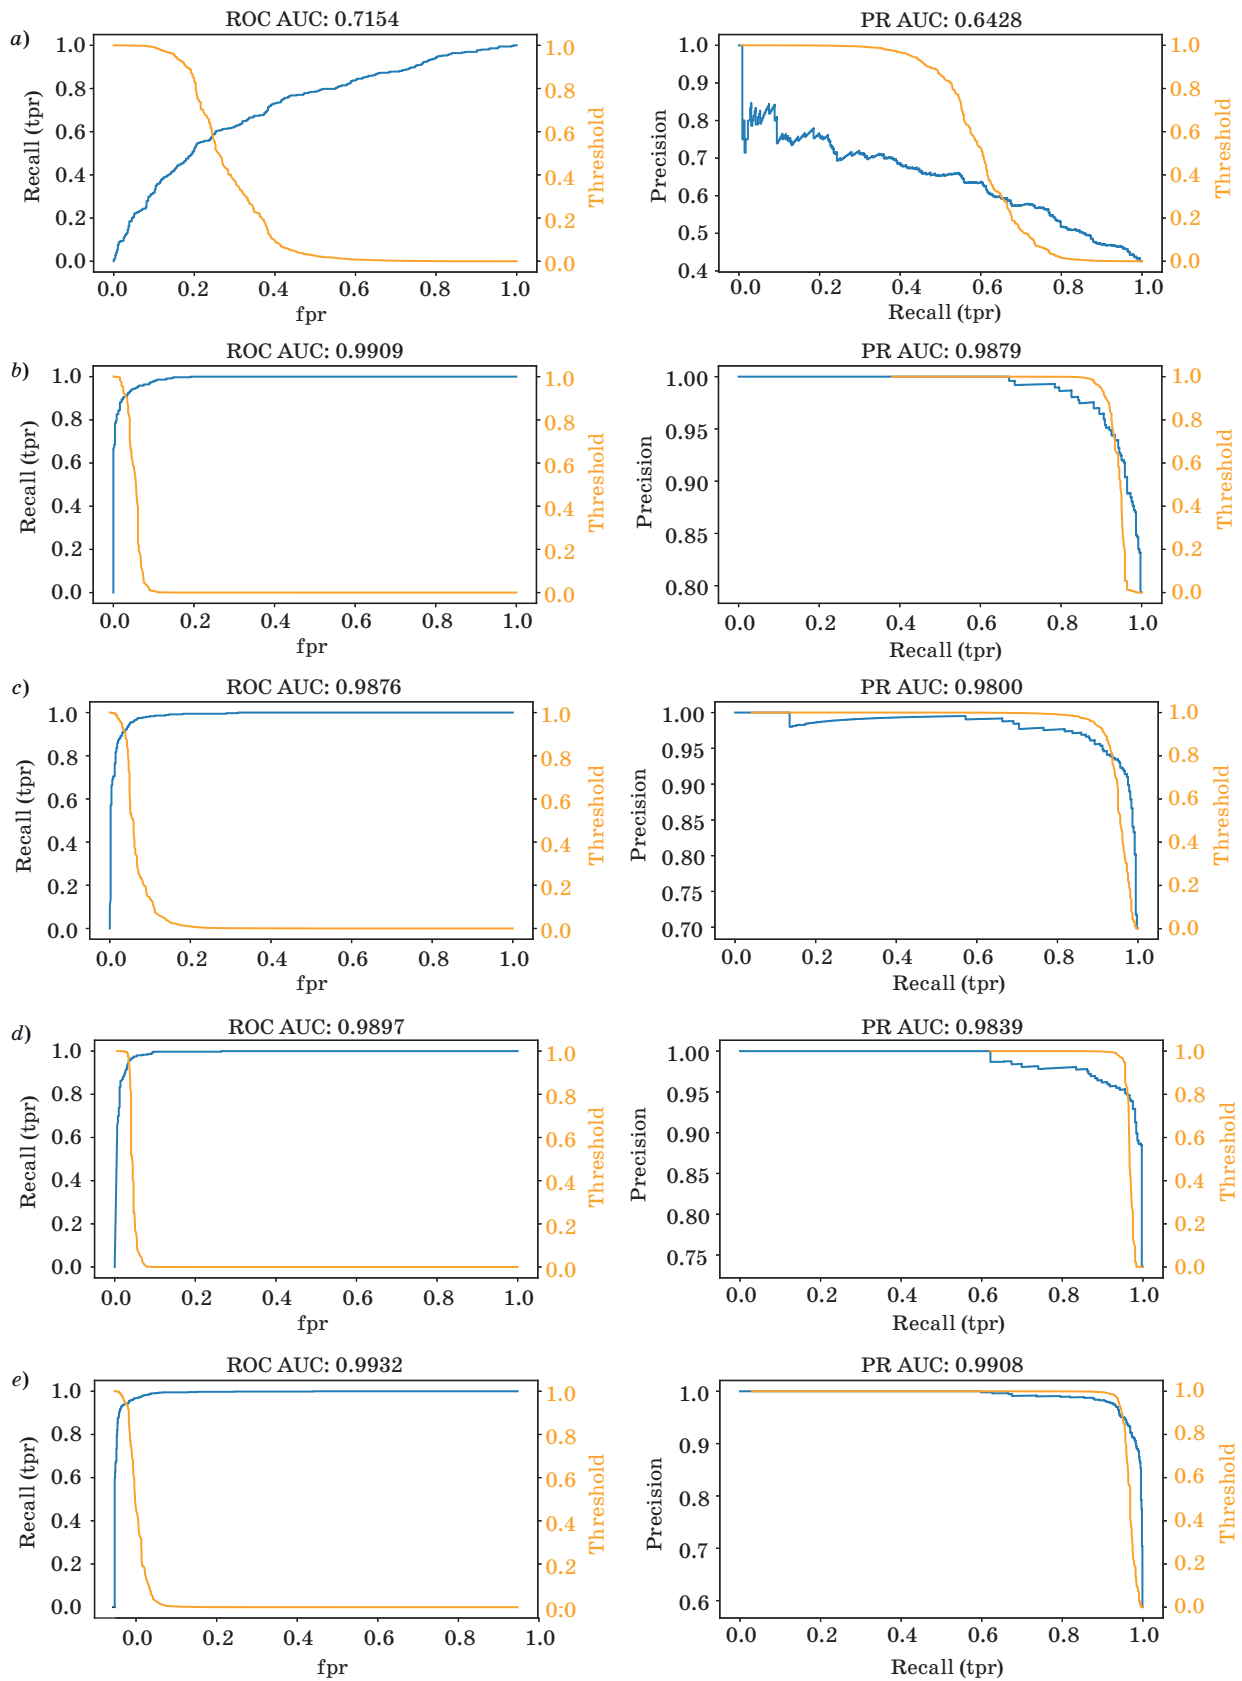 a)
ROC AUC: 0.7154
1.0
0.8
0.6
0.4
0.2
0.0
Recall (tpr)
1.0
0.8
0.6
0.4
0.2
0.0
Threshold
0.0 0.2 0.4 0.6 0.8 1.0
fpr
PR AUC: 0.6428
1.0
0.9
0.8
0.7
0.6
0.5
0.4
Precision
1.0
0.8
0.6
0.4
0.2
0.0
Threshold
0.0 0.2 0.4 0.6 0.8 1.0
Recall (tpr)
b)
ROC AUC: 0.9909
1.0
0.8
0.6
0.4
0.2
0.0
Recall (tpr)
1.0
0.8
0.6
0.4
0.2
0.0
Threshold
0.0 0.2 0.4 0.6 0.8 1.0
fpr
PR AUC: 0.9879
1.00
0.95
0.90
0.85
0.80
Precision
1.0
0.8
0.6
0.4
0.2
0.0
Threshold
0.0 0.2 0.4 0.6 0.8 1.0
Recall (tpr)
c)
ROC AUC: 0.9876
1.0
0.8
0.6
0.4
0.2
0.0
Recall (tpr)
1.0
0.8
0.6
0.4
0.2
0.0
Threshold
0.0 0.2 0.4 0.6 0.8 1.0
fpr
PR AUC: 0.9800
1.00
0.95
0.90
0.85
0.80
0.75
0.70
Precision
1.0
0.8
0.6
0.4
0.2
0.0
Threshold
0.0 0.2 0.4 0.6 0.8 1.0
Recall (tpr)
d)
ROC AUC: 0.9897
1.0
0.8
0.6
0.4
0.2
0.0
Recall (tpr)
1.0
0.8
0.6
0.4
0.2
0.0
Threshold
0.0 0.2 0.4 0.6 0.8 1.0
fpr
PR AUC: 0.9839
1.00
0.95
0.90
0.85
0.80
0.75
Precision
1.0
0.8
0.6
0.4
0.2
0.0
Threshold
0.0 0.2 0.4 0.6 0.8 1.0
Recall (tpr)
e)
ROC AUC: 0.9932
1.0
0.8
0.6
0.4
0.2
0.0
Recall (tpr)
1.0
0.8
0.6
0.4
0.2
0.0
Threshold
0.0 0.2 0.4 0.6 0.8 1.0
fpr
PR AUC: 0.9908
1.0
0.9
0.8
0.7
0.6
Precision
1.0
0.8
0.6
0.4
0.2
0.0
Threshold
0.0 0.2 0.4 0.6 0.8 1.0
Recall (tpr)